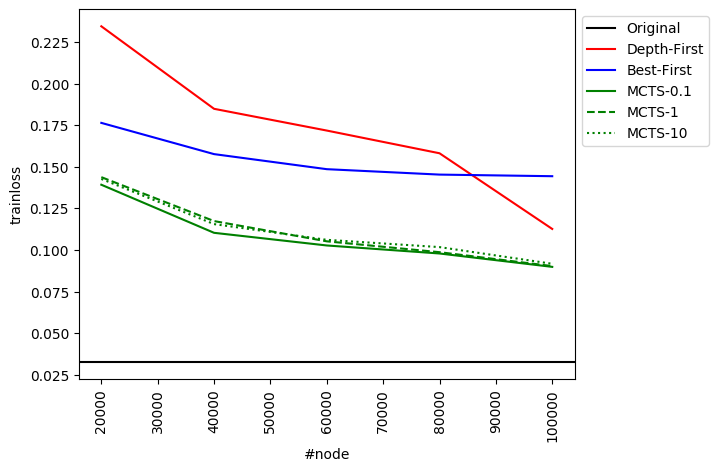 0.225
0.200
0.175
0.150
0.125
0.100
0.075
0.050
0.025
trainloss
20000
30000
40000
50000
60000
70000
80000
90000
100000
#node
Original
Depth-First
Best-First
MCTS-0.1
MCTS-1
MCTS-10